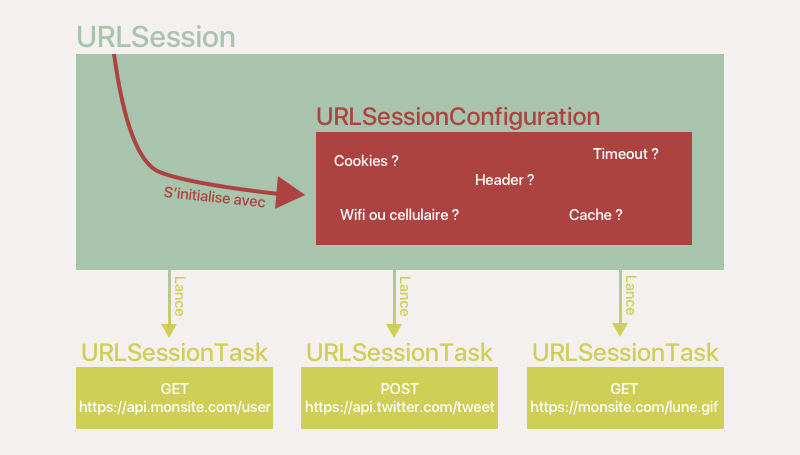 URLSession
URLSessionConfiguration
Cookies ?
Timeout ?
Header ?
Wifi ou cellulaire ?
Cache ?
S'initialise avec
Lance
Lance
Lance
URLSessionTask
GET
https://api.monsite.com/user
URLSessionTask
POST
https://api.twitter.com/tweet
URLSessionTask
GET
https://monsite.com/lune.gif